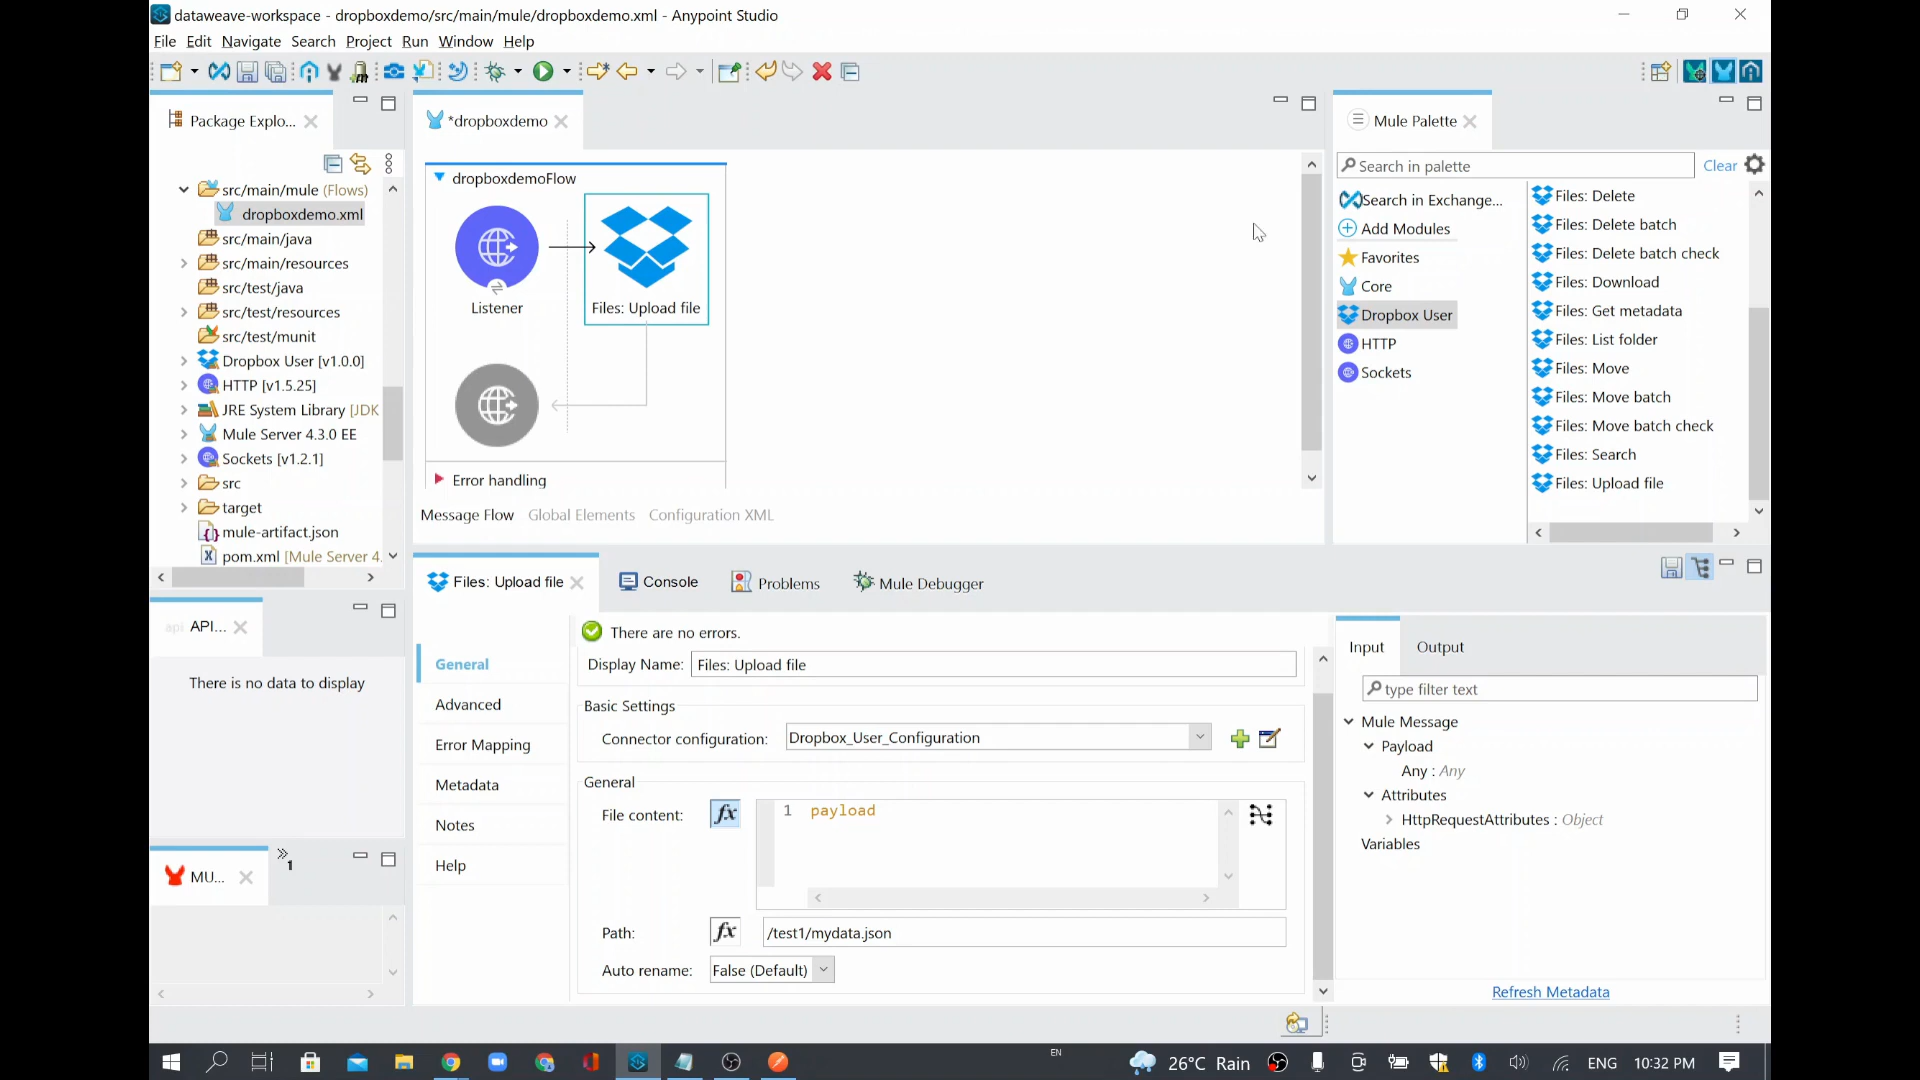 dataweave-workspace - dropboxdemo/src/main/mule/dropboxdemo.xml - Anypoint Studio
File Edit Navigate Search Project Run Window Help
Package Explo...
src/main/mule (Flows)
dropboxdemo.xml
src/main/java
src/main/resources
src/test/java
src/test/resources
src/test/munit
Dropbox User [v1.0.0]
HTTP [v1.5.25]
JRE System Library [JDK
Mule Server 4.3.0 EE
Sockets [v1.2.1]
src
target
mule-artifact.json
pom.xml [Mule Server 4.
api API...
There is no data to display
MU...
1
*dropboxdemo
dropboxdemoFlow
Listener
Files: Upload file
Error handling
Message Flow Global Elements Configuration XML
Mule Palette
Search in palette
Clear
Search in Exchange...
Add Modules
Favorites
Core
Dropbox User
HTTP
Sockets
Files: Delete
Files: Delete batch
Files: Delete batch check
Files: Download
Files: Get metadata
Files: List folder
Files: Move
Files: Move batch
Files: Move batch check
Files: Search
Files: Upload file
Files: Upload file Console Problems Mule Debugger
General
Advanced
Error Mapping
Metadata
Notes
Help
There are no errors.
Display Name: Files: Upload file
Basic Settings
Connector configuration: Dropbox_User_Configuration
General
File content: fx 1 payload
Path: fx /test1/mydata.json
Auto rename: False (Default)
Input Output
type filter text
Mule Message
Payload
Any : Any
Attributes
HttpRequestAttributes : Object
Variables
Refresh Metadata
EN
26°C Rain
ENG 10:32 PM